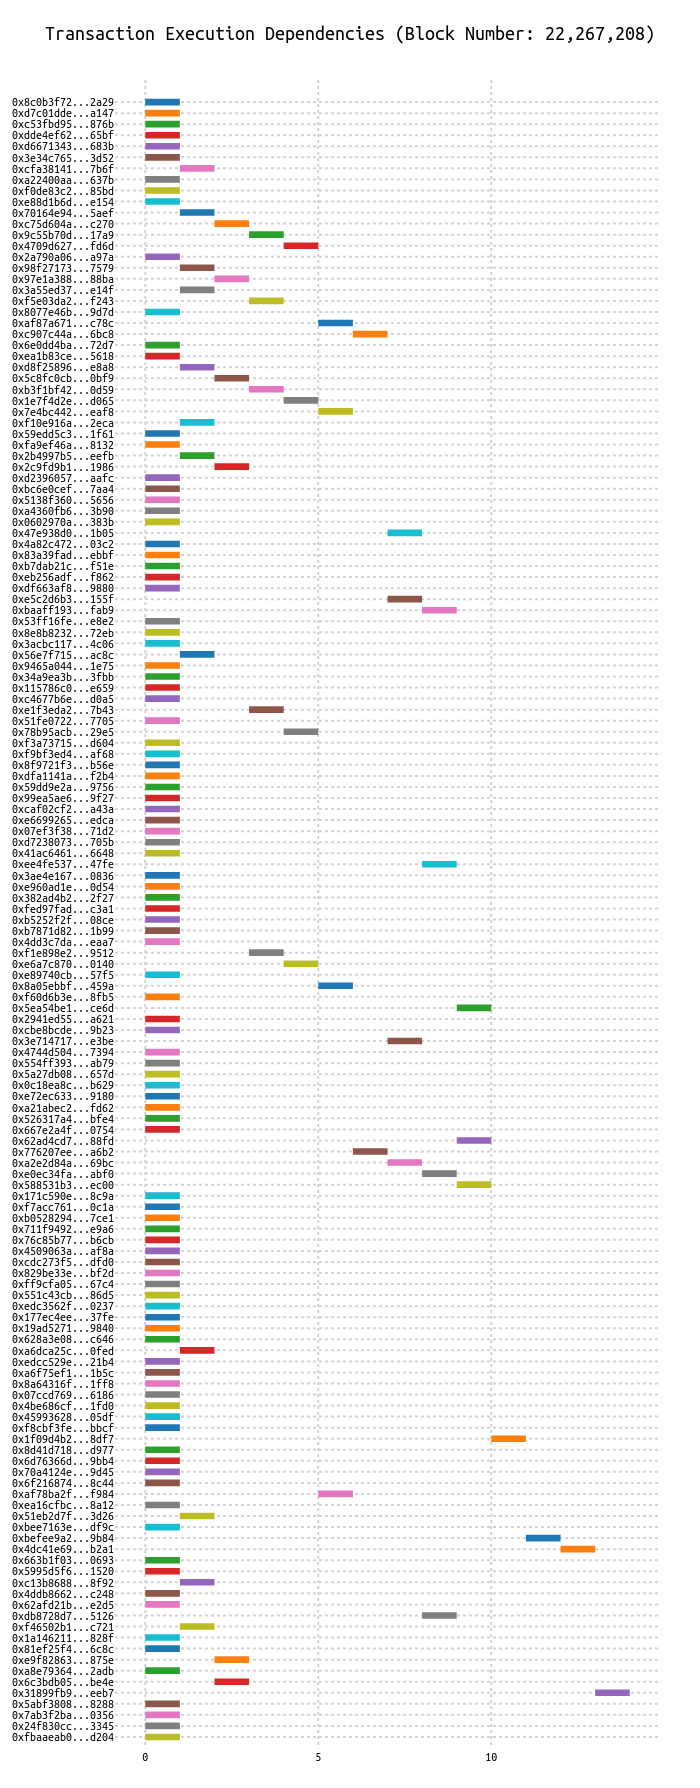 Transaction Execution Dependencies (Block Number: 22,267,208)
0x8c0b3f72...2a29
0xd7c01dde...a147
0xc53fbd95...876b
0xdde4ef62...65bf
0xd6671343...683b
0x3e34c765...3d52
0xcfa38141...7b6f
0xa22400aa...637b
0xf0de83c2...85bd
0xe88d1b6d...e154
0x70164e94...5aef
0xc75d604a...c270
0x9c55b70d...17a9
0x4709d627...fd6d
0x2a790a06...a97a
0x98f27173...7579
0x97e1a388...88ba
0x3a55ed37...e14f
0xf5e03da2...f243
0x8077e46b...9d7d
0xaf87a671...c78c
0xc907c44a...6bc8
0x6e0dd4ba...72d7
0xea1b83ce...5618
0xd8f25896...e8a8
0x5c8fc0cb...0bf9
0xb3f1bf42...0d59
0x1e7f4d2e...d065
0x7e4bc442...eaf8
0xf10e916a...2eca
0x59edd5c3...1f61
0xfa9ef46a...8132
0x2b4997b5...eefb
0x2c9fd9b1...1986
0xd2396057...aafc
0xbc6e0cef...7aa4
0x5138f360...5656
0xa4360fb6...3b90
0x0602970a...383b
0x47e938d0...1b05
0x4a82c472...03c2
0x83a39fad...ebbf
0xb7dab21c...f51e
0xeb256adf...f862
0xdf663af8...9880
0xe5c2d6b3...155f
0xbaaff193...fab9
0x53ff16fe...e8e2
0x8e8b8232...72eb
0x3acbc117...4c06
0x56e7f715...ac8c
0x9465a044...1e75
0x34a9ea3b...3fbb
0x115786c0...e659
0xc4677b6e...d0a5
0xe1f3eda2...7b43
0x51fe0722...7705
0x78b95acb...29e5
0xf3a73715...d604
0xf9bf3ed4...af68
0x8f9721f3...b56e
0xdfa1141a...f2b4
0x59dd9e2a...9756
0x99ea5ae6...9f27
0xcaf02cf2...a43a
0xe6699265...edca
0x07ef3f38...71d2
0xd7238073...705b
0x41ac6461...6648
0xee4fe537...47fe
0x3ae4e167...0836
0xe960ad1e...0d54
0x382ad4b2...2f27
0xfed97fad...c3a1
0xb5252f2f...08ce
0xb7871d82...1b99
0x4dd3c7da...eaa7
0xf1e898e2...9512
0xe6a7c870...0140
0xe89740cb...57f5
0x8a05ebbf...459a
0xf60d6b3e...8fb5
0x5ea54be1...ce6d
0x2941ed55...a621
0xcbe8bcde...9b23
0x3e714717...e3be
0x4744d504...7394
0x554ff393...ab79
0x5a27db08...657d
0x0c18ea8c...b629
0xe72ec633...9180
0xa21abec2...fd62
0x526317a4...bfe4
0x667e2a4f...0754
0x62ad4cd7...88fd
0x776207ee...a6b2
0xa2e2d84a...69bc
0xe0ec34fa...abf0
0x588531b3...ec00
0x171c590e...8c9a
0xf7acc761...0c1a
0xb0528294...7ce1
0x711f9492...e9a6
0x76c85b77...b6cb
0x4509063a...af8a
0xcdc273f5...dfd0
0x829be33e...bf2d
0xff9cfa05...67c4
0x551c43cb...86d5
0xedc3562f...0237
0x177ec4ee...37fe
0x19ad5271...9840
0x628a3e08...c646
0xa6dca25c...0fed
0xedcc529e...21b4
0xa6f75ef1...1b5c
0x8a64316f...1ff8
0x07ccd769...6186
0x4be686cf...1fd0
0x45993628...05df
0xf8cbf3fe...bbcf
0x1f09d4b2...8df7
0x8d41d718...d977
0x6d76366d...9bb4
0x70a4124e...9d45
0x6f216874...8c44
0xaf78ba2f...f984
0xea16cfbc...8a12
0x51eb2d7f...3d26
0xbee7163e...df9c
0xbefee9a2...9b84
0x4dc41e69...b2a1
0x663b1f03...0693
0x5995d5f6...1520
0xc13b8688...8f92
0x4ddb8662...c248
0x62afd21b...e2d5
0xdb8728d7...5126
0xf46502b1...c721
0x1a146211...828f
0x81ef25f4...6c8c
0xe9f82863...875e
0xa8e79364...2adb
0x6c3bdb05...be4e
0x31899fb9...eeb7
0x5abf3808...8288
0x7ab3f2ba...0356
0x24f830cc...3345
0xfbaaeab0...d204
0 5 10